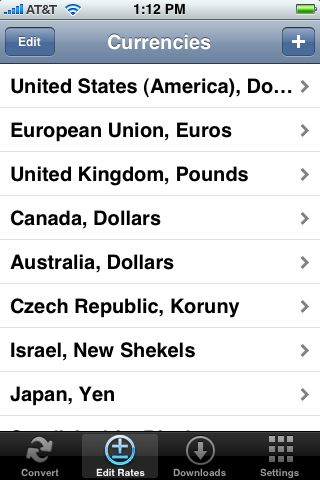 AT&T 1:12 PM
Edit Currencies +
United States (America), Do...
European Union, Euros
United Kingdom, Pounds
Canada, Dollars
Australia, Dollars
Czech Republic, Koruny
Israel, New Shekels
Japan, Yen
Convert Edit Rates Downloads Settings